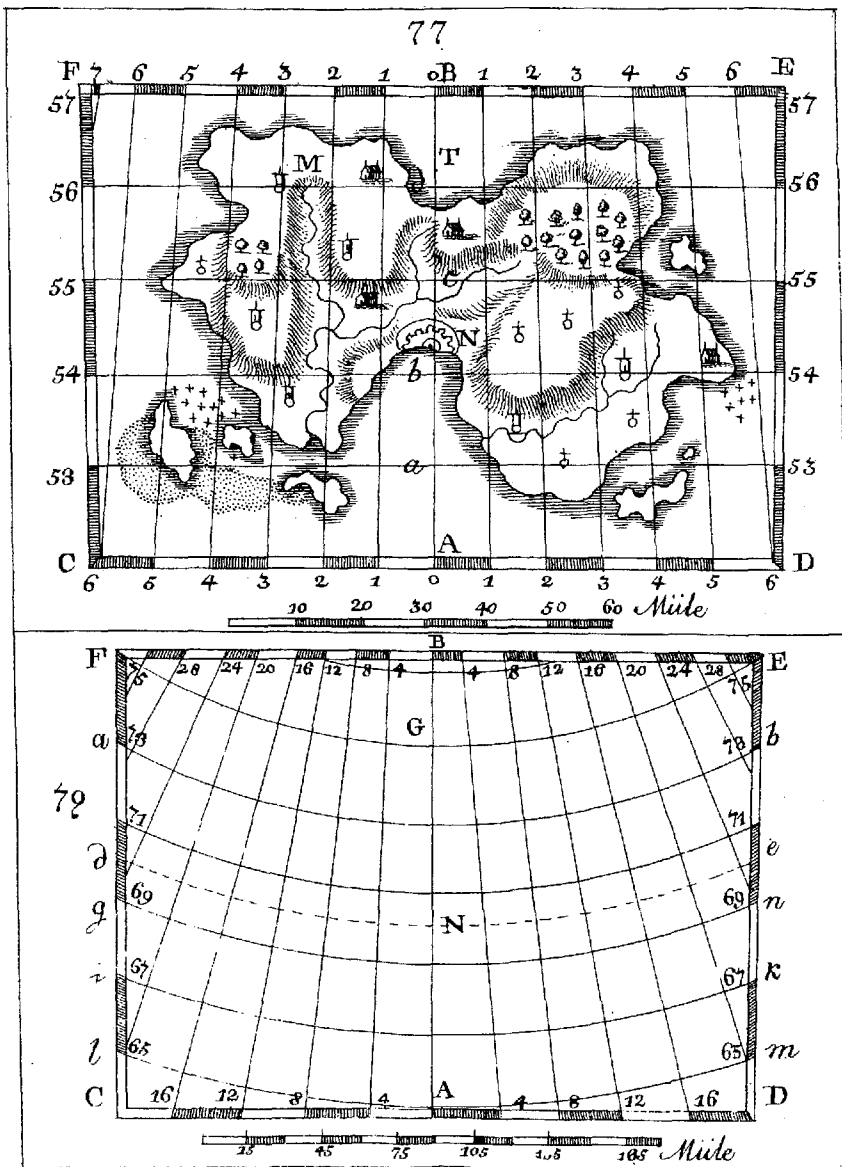 77
F 7 6 5 4 3 2 1 0 B 1 2 3 4 5 6 E
57 57
T
M
56 56
c
55 55
N
b
54 54
a
53 53
A
C D
6 5 4 3 2 1 0 1 2 3 4 5 6
10 20 30 40 50 60 Miile
B
F E
28 24 20 16 12 8 4 4 8 12 16 20 24 28
75 75
G
a 73 73 b
79
71 71
∂ e
69 N 69
g n
i 67 67 K
l 65 65 m
C 16 12 8 4 A 4 8 12 16 D
15 45 75 105 135 165 Miile